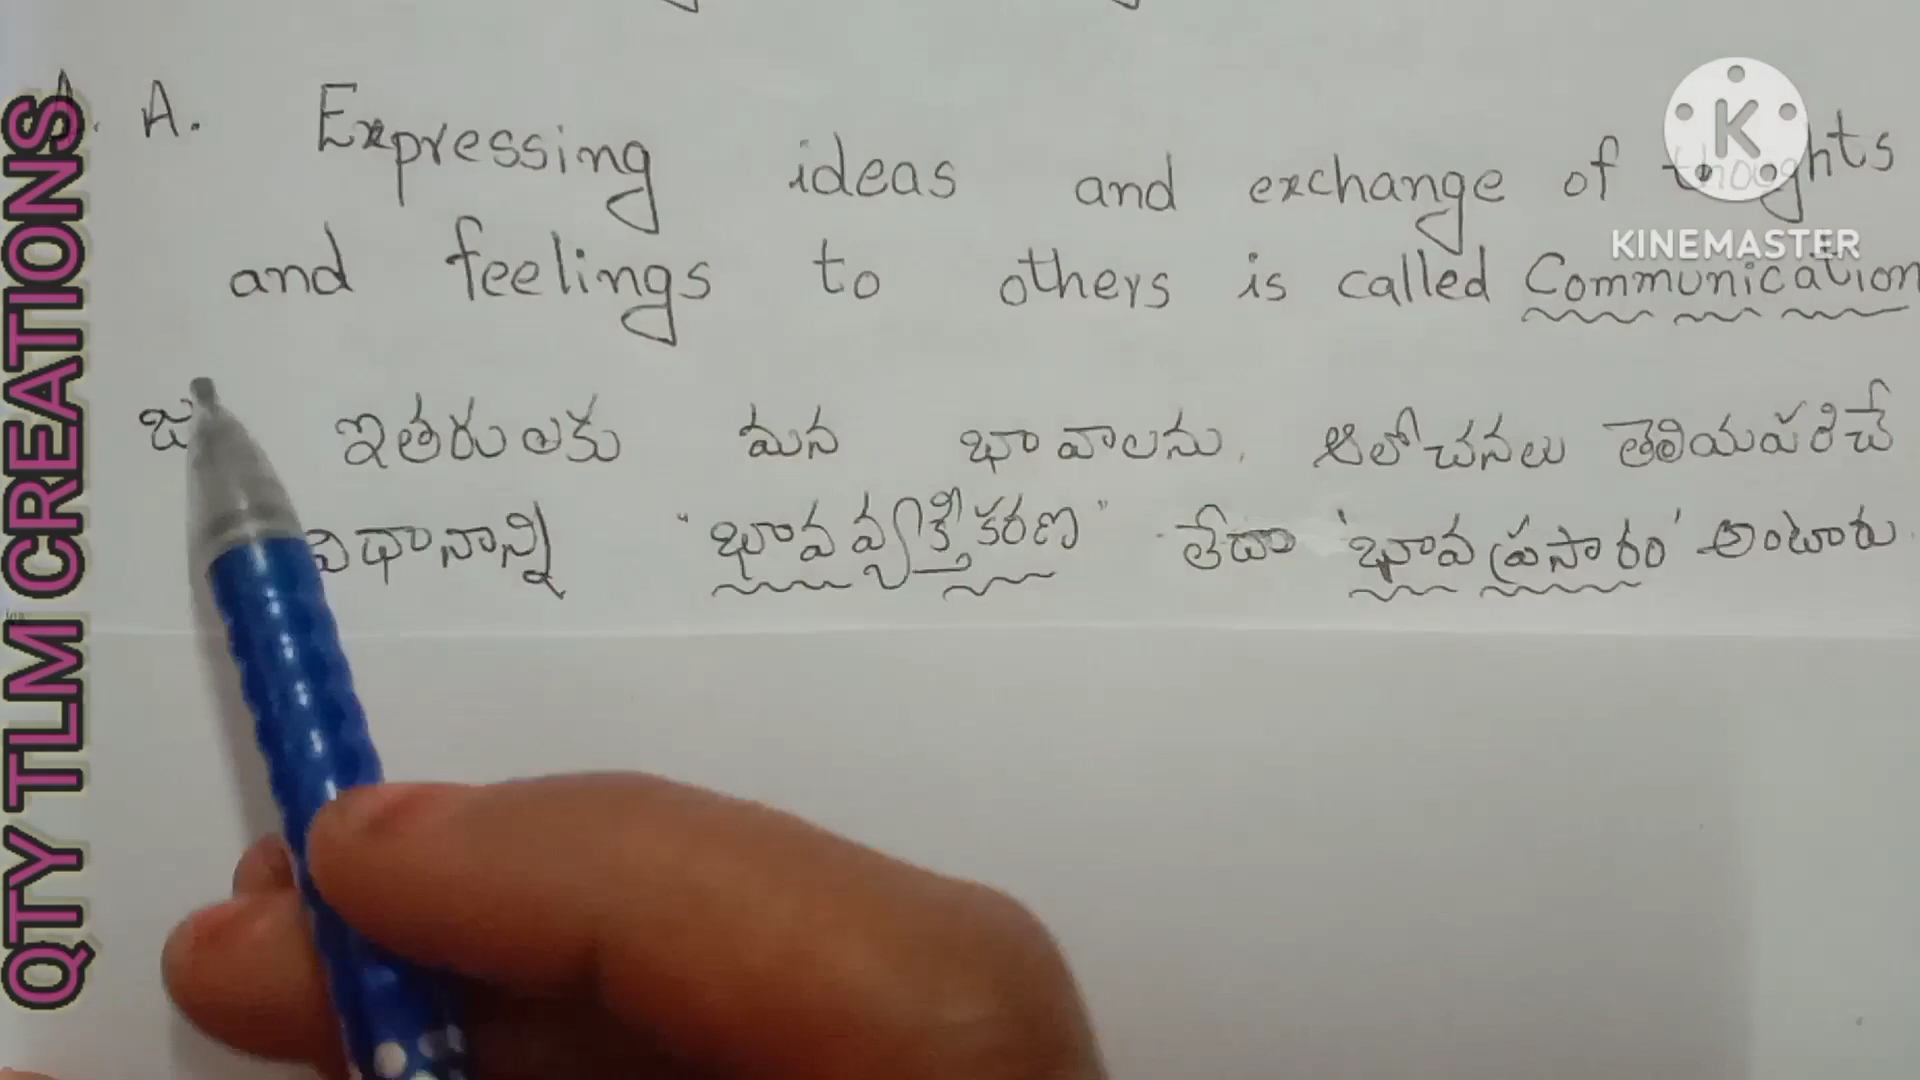 QTY TLM CREATIONS
A. Expressing ideas and exchange of thoughts
and feelings to others is called Communication
జ ఇతరులకు మన భావాలను, ఆలోచనలు తెలియపరిచే
విధానాన్ని "భావవ్యక్తీకరణ" లేదా 'భావ ప్రసారం' అంటారు.
K
KINEMASTER